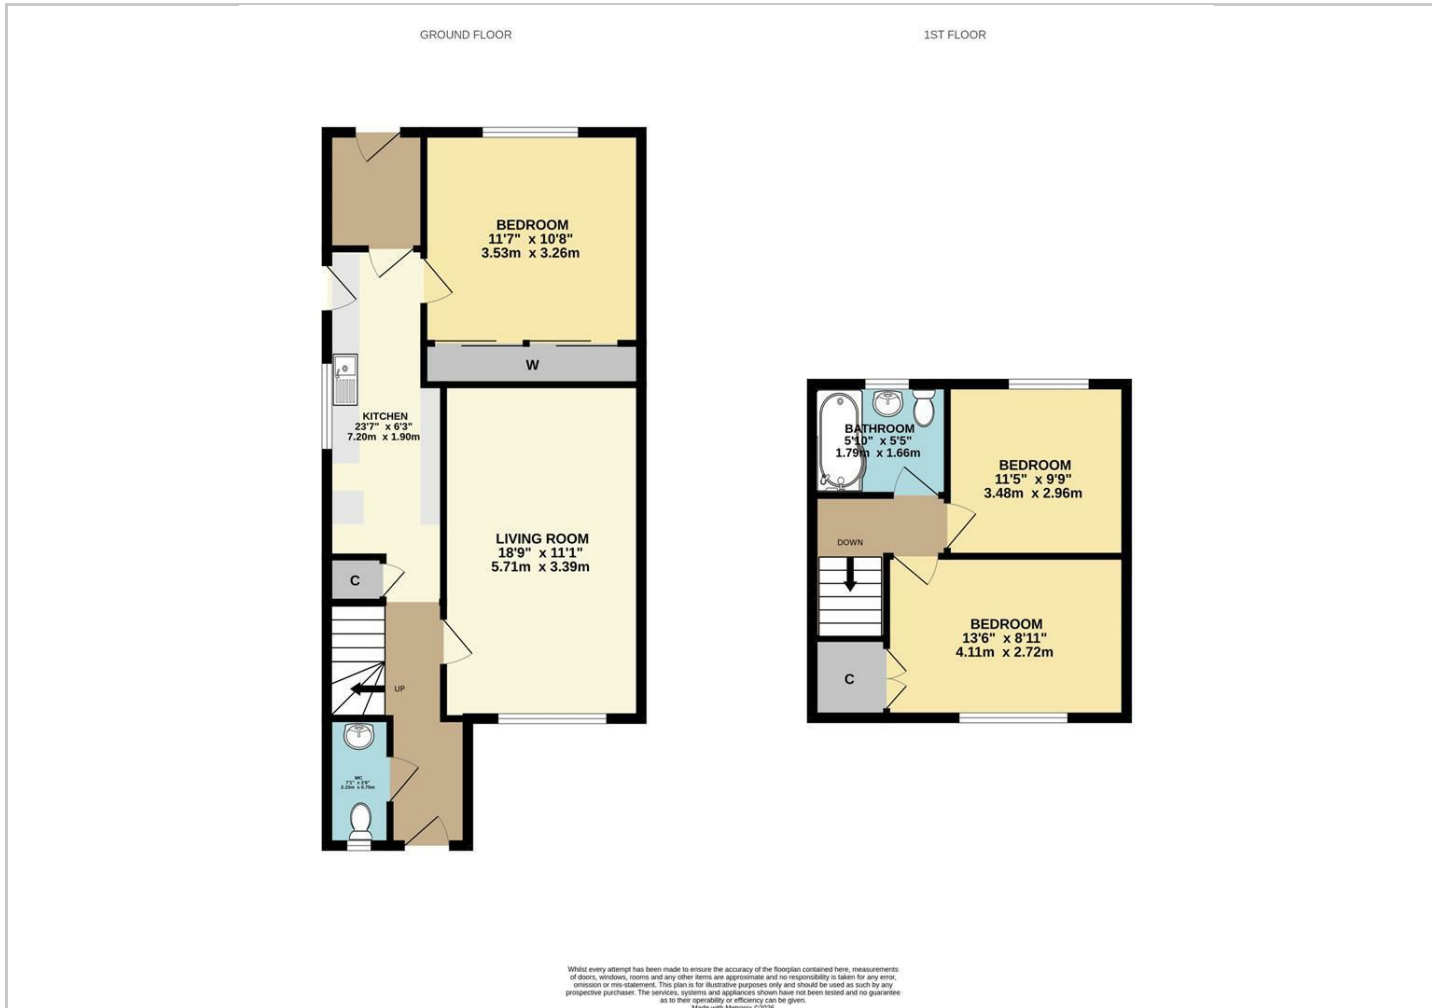 GROUND FLOOR
1ST FLOOR
BEDROOM
11'7" x 10'8"
3.53m x 3.26m
W
KITCHEN
23'7" x 6'3"
7.20m x 1.90m
LIVING ROOM
18'9" x 11'1"
5.71m x 3.39m
C
UP
WC
BATHROOM
5'10" x 5'5"
1.79m x 1.66m
BEDROOM
11'5" x 9'9"
3.48m x 2.96m
DOWN
BEDROOM
13'6" x 8'11"
4.11m x 2.72m
C
Whilst every attempt has been made to ensure the accuracy of the floorplan contained here, measurements
of doors, windows, rooms and any other items are approximate and no responsibility is taken for any error,
omission or mis-statement. This plan is for illustrative purposes only and should be used as such by any
prospective purchaser. The services, systems and appliances shown have not been tested and no guarantee
as to their operability or efficiency can be given.
Made with Metropix ©2026